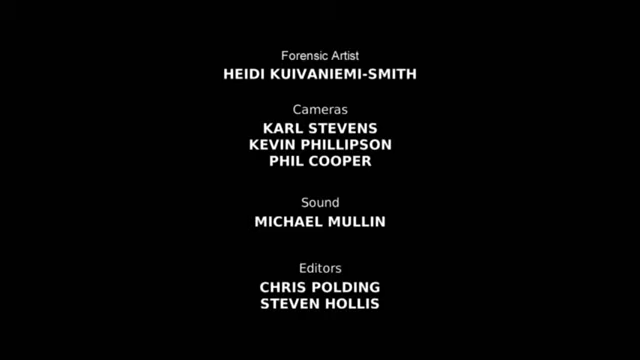 Forensic Artist
HEIDI KUIVANIEMI-SMITH
Cameras
KARL STEVENS
KEVIN PHILLIPSON
PHIL COOPER
Sound
MICHAEL MULLIN
Editors
CHRIS POLDING
STEVEN HOLLIS